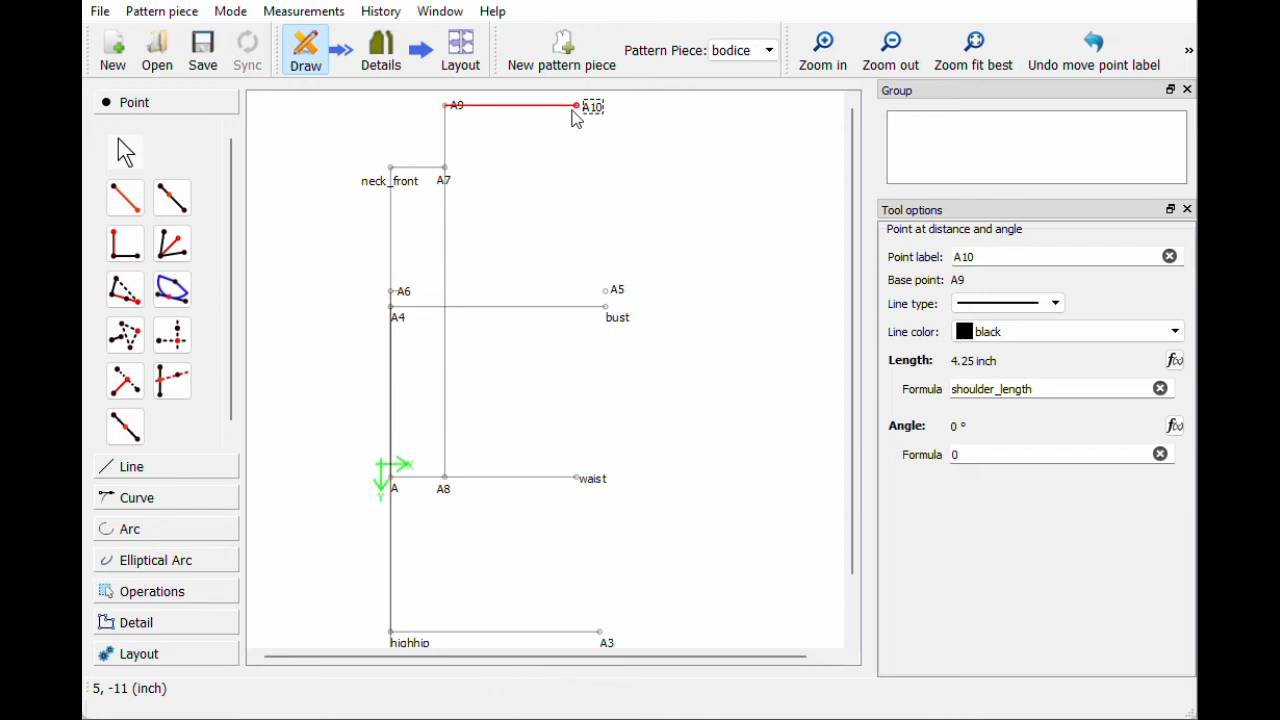 File Pattern piece Mode Measurements History Window Help
New Open Save Sync Draw Details Layout New pattern piece Pattern Piece: bodice Zoom in Zoom out Zoom fit best Undo move point label »
Point
Line
Curve
Arc
Elliptical Arc
Operations
Detail
Layout
A9 A10
neck_front A7
A6 A5
A4 bust
X
Y
A A8 waist
highhip A3
Group
Tool options
Point at distance and angle
Point label: A10
Base point: A9
Line type:
Line color: black
Length: 4.25 inch f(x)
Formula shoulder_length
Angle: 0 ° f(x)
Formula 0
5, -11 (inch)